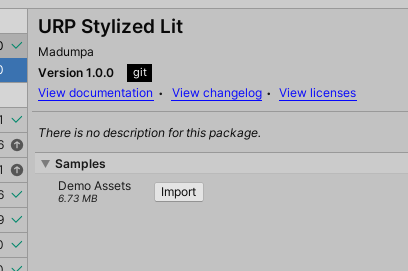 URP Stylized Lit
Madumpa
Version 1.0.0 git
View documentation • View changelog • View licenses
There is no description for this package.
Samples
Demo Assets Import
6.73 MB